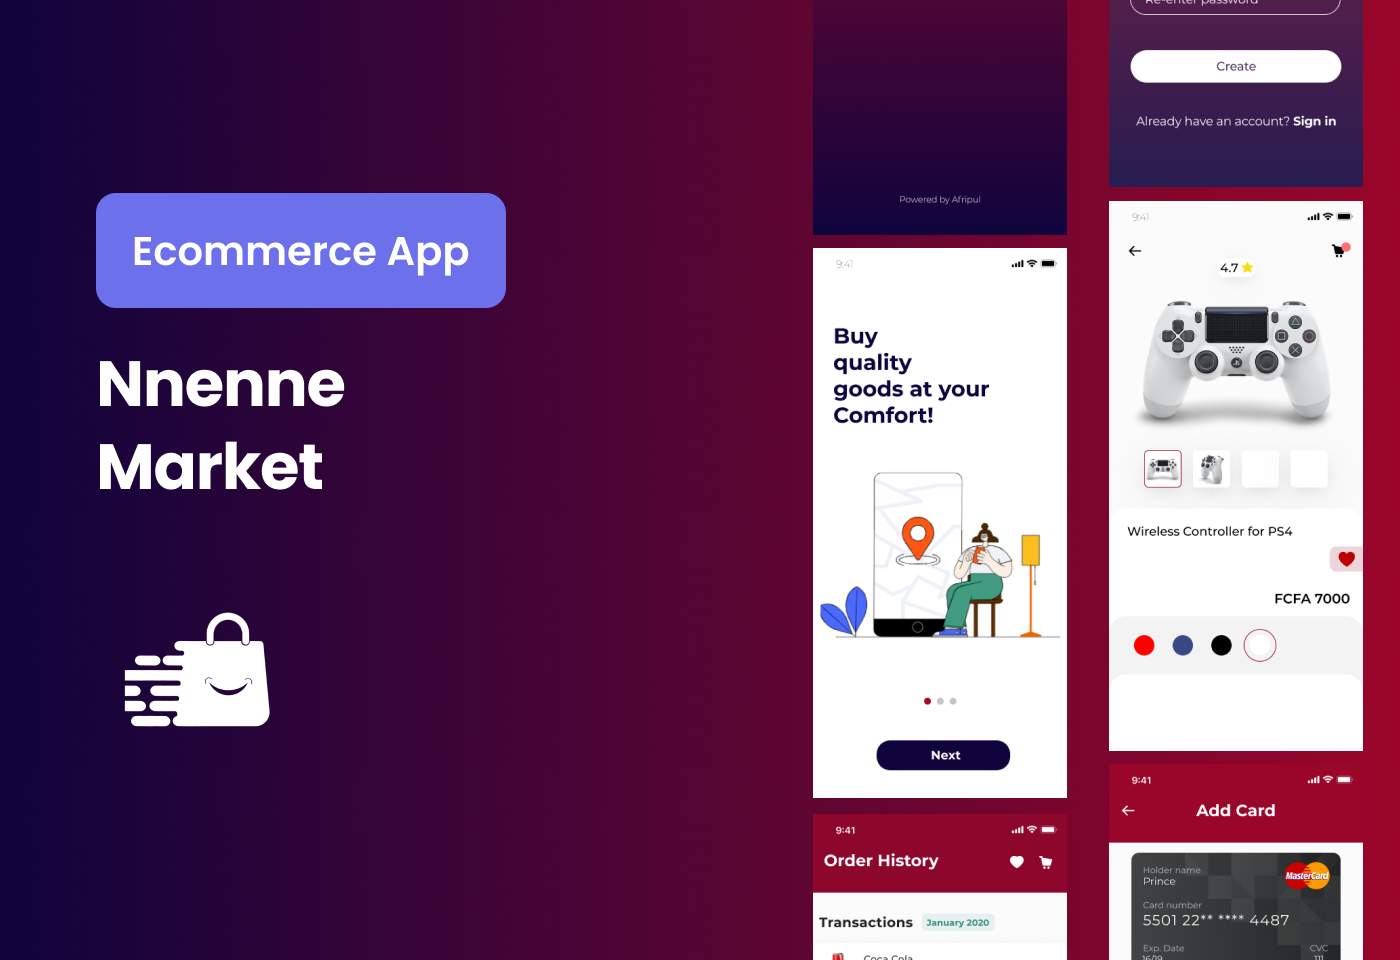 Ecommerce App
Nnenne
Market
Powered by Afripul
9:41
Buy
quality
goods at your
Comfort!
Next
9:41
Order History
Transactions
January 2020
Coca Cola
Re-enter password
Create
Already have an account? Sign in
9:41
4.7
Wireless Controller for PS4
FCFA 7000
9:41
Add Card
Holder name
Prince
MasterCard
Card number
5501 22** **** 4487
Exp. Date
CVC
16/19
111